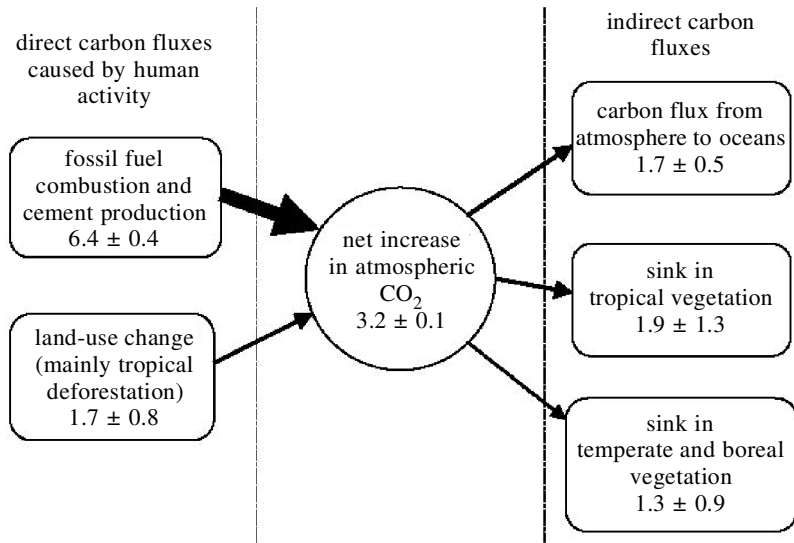 direct carbon fluxes
caused by human
activity
fossil fuel
combustion and
cement production
6.4 ± 0.4
land-use change
(mainly tropical
deforestation)
1.7 ± 0.8
net increase
in atmospheric
CO₂
3.2 ± 0.1
indirect carbon
fluxes
carbon flux from
atmosphere to oceans
1.7 ± 0.5
sink in
tropical vegetation
1.9 ± 1.3
sink in
temperate and boreal
vegetation
1.3 ± 0.9